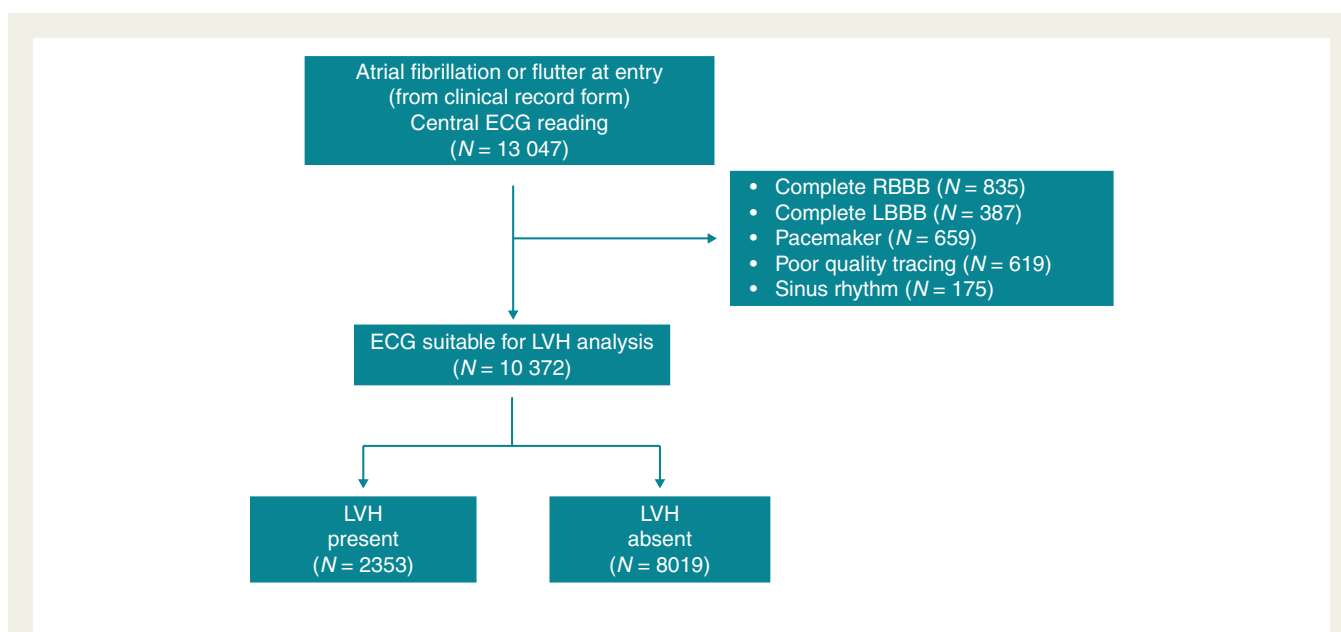 Atrial fibrillation or flutter at entry
(from clinical record form)
Central ECG reading
(N = 13 047)
• Complete RBBB (N = 835)
• Complete LBBB (N = 387)
• Pacemaker (N = 659)
• Poor quality tracing (N = 619)
• Sinus rhythm (N = 175)
ECG suitable for LVH analysis
(N = 10 372)
LVH
present
(N = 2353)
LVH
absent
(N = 8019)